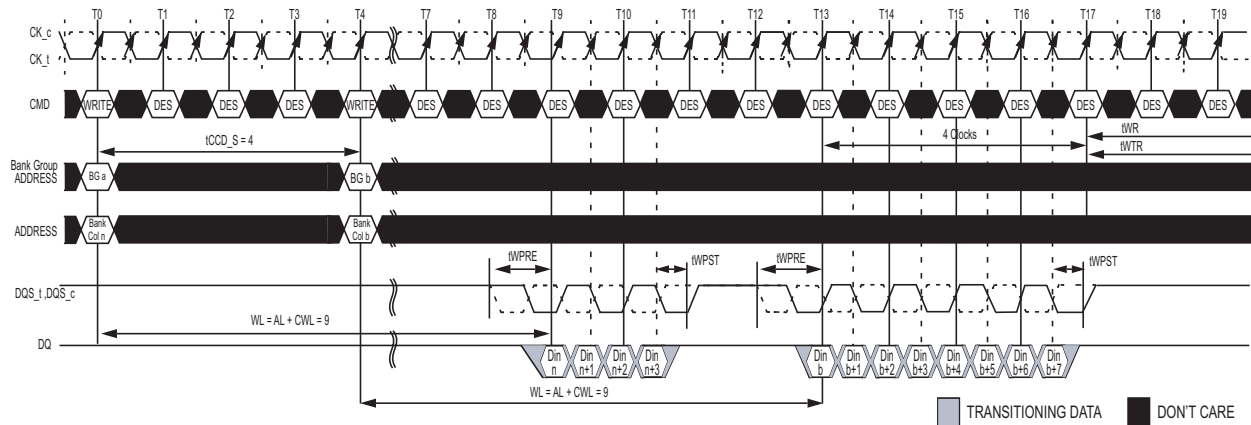 T0 T1 T2 T3 T4 T7 T8 T9 T10 T11 T12 T13 T14 T15 T16 T17 T18 T19
CK_c
CK_t
CMD WRITE DES DES DES WRITE DES DES DES DES DES DES DES DES DES DES DES DES DES
tCCD_S = 4 4 Clocks tWR
tWTR
Bank Group
ADDRESS BG a BG b
ADDRESS Bank Col n Bank Col b
tWPRE tWPST tWPRE tWPST
DQS_t ,DQS_c
WL = AL + CWL = 9
DQ Din n Din n+1 Din n+2 Din n+3 Din b Din b+1 Din b+2 Din b+3 Din b+4 Din b+5 Din b+6 Din b+7
WL = AL + CWL = 9
TRANSITIONING DATA DON'T CARE